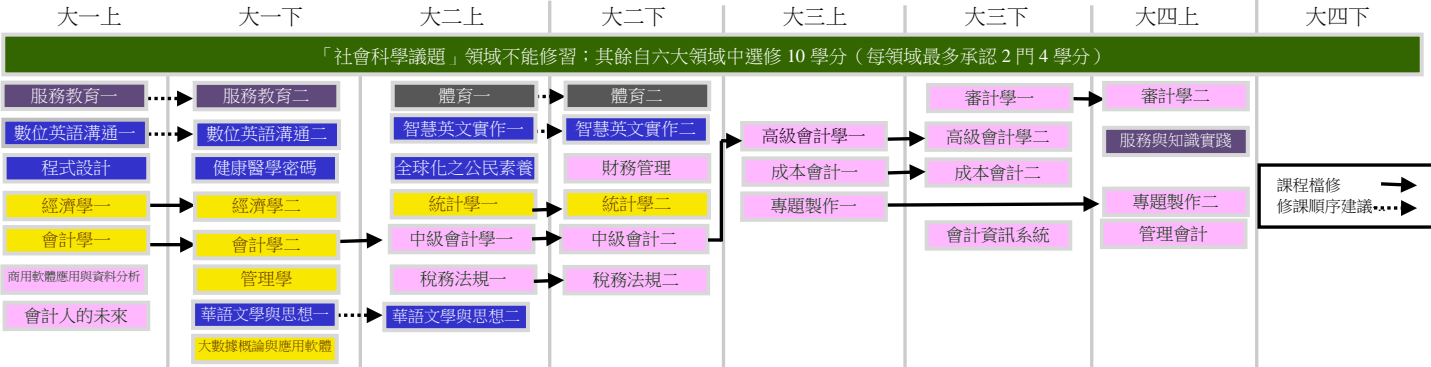 大一上 大一下 大二上 大二下 大三上 大三下 大四上 大四下
「社會科學議題」領域不能修習；其餘自六大領域中選修 10 學分（每領域最多承認 2 門 4 學分）
服務教育一 服務教育二 體育一 體育二 審計學一 審計學二
數位英語溝通一 數位英語溝通二 智慧英文實作一 智慧英文實作二 高級會計學一 高級會計學二 服務與知識實踐
程式設計 健康醫學密碼 全球化之公民素養 財務管理 成本會計一 成本會計二
經濟學一 經濟學二 統計學一 統計學二 專題製作一 專題製作二
會計學一 會計學二 中級會計學一 中級會計二 會計資訊系統 管理會計
商用軟體應用與資料分析 管理學 稅務法規一 稅務法規二
會計人的未來 華語文學與思想一 華語文學與思想二
大數據概論與應用軟體
課程檔修
修課順序建議